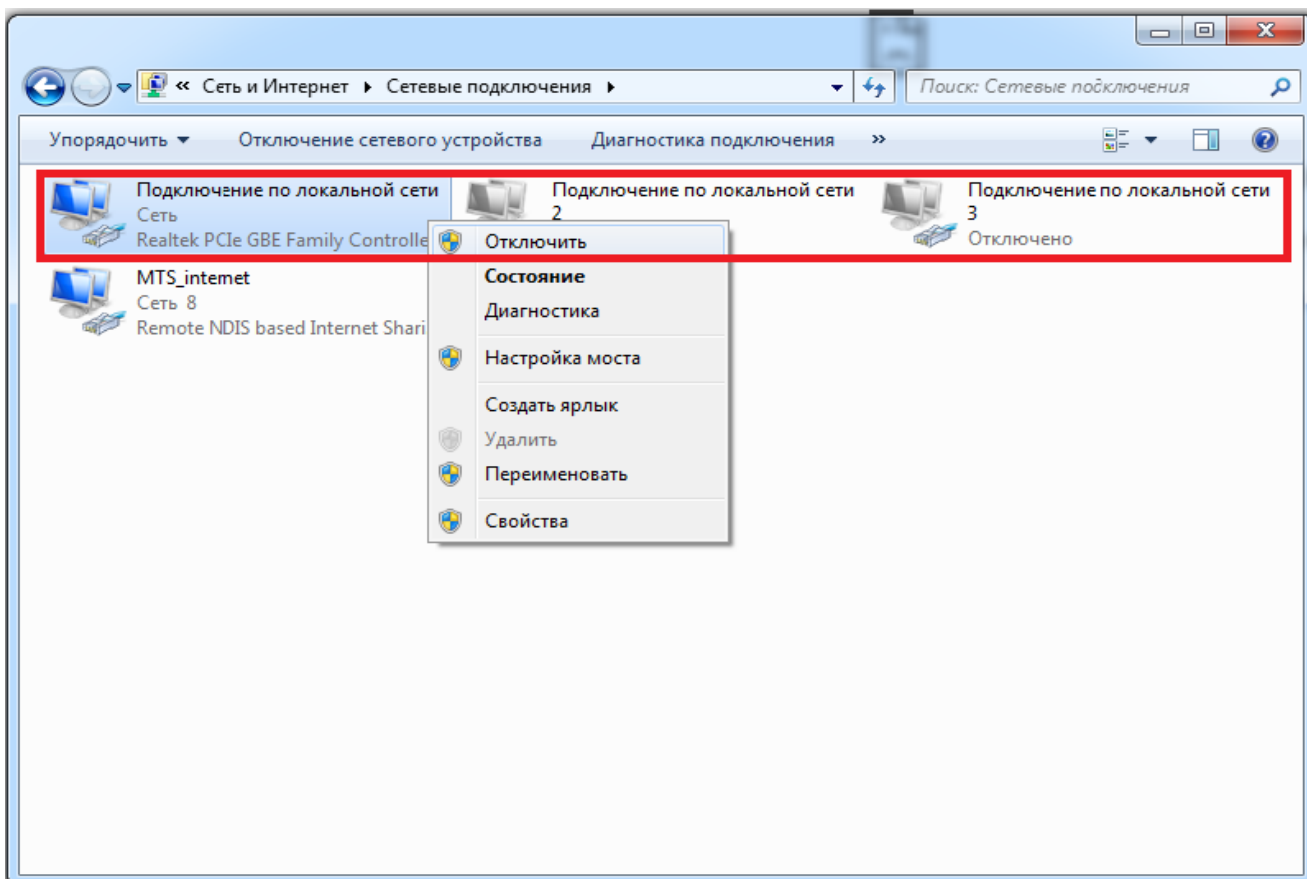 « Сеть и Интернет ▸ Сетевые подключения ▸
Поиск: Сетевые подключения
Упорядочить ▾ Отключение сетевого устройства Диагностика подключения »
Подключение по локальной сети
Сеть
Realtek PCIe GBE Family Controlle
Подключение по локальной сети
2
Подключение по локальной сети
3
Отключено
MTS_internet
Сеть 8
Remote NDIS based Internet Shari
Отключить
Состояние
Диагностика
Настройка моста
Создать ярлык
Удалить
Переименовать
Свойства